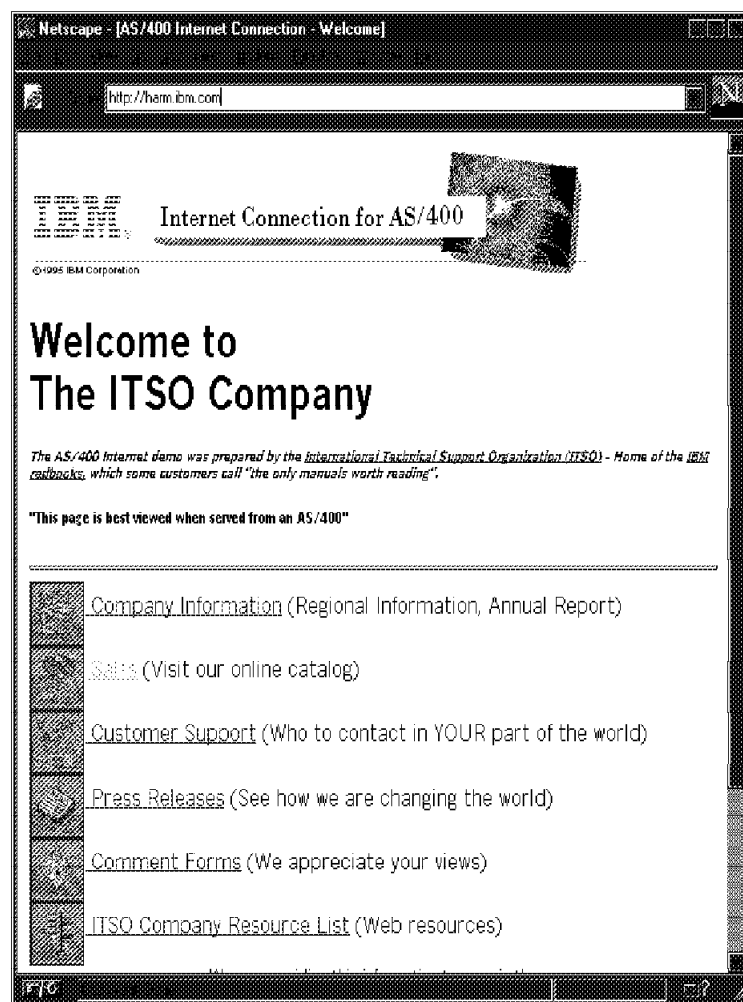 Netscape - [AS/400 Internet Connection - Welcome]
http://harm.ibm.com
N
IBM
Internet Connection for AS/400
©1995 IBM Corporation
Welcome to
The ITSO Company
The AS/400 Internet demo was prepared by the International Technical Support Organization (ITSO) - Home of the IBM
redbooks, which some customers call "the only manuals worth reading".
"This page is best viewed when served from an AS/400"
Company Information (Regional Information, Annual Report)
Sales (Visit our online catalog)
Customer Support (Who to contact in YOUR part of the world)
Press Releases (See how we are changing the world)
Comment Forms (We appreciate your views)
ITSO Company Resource List (Web resources)